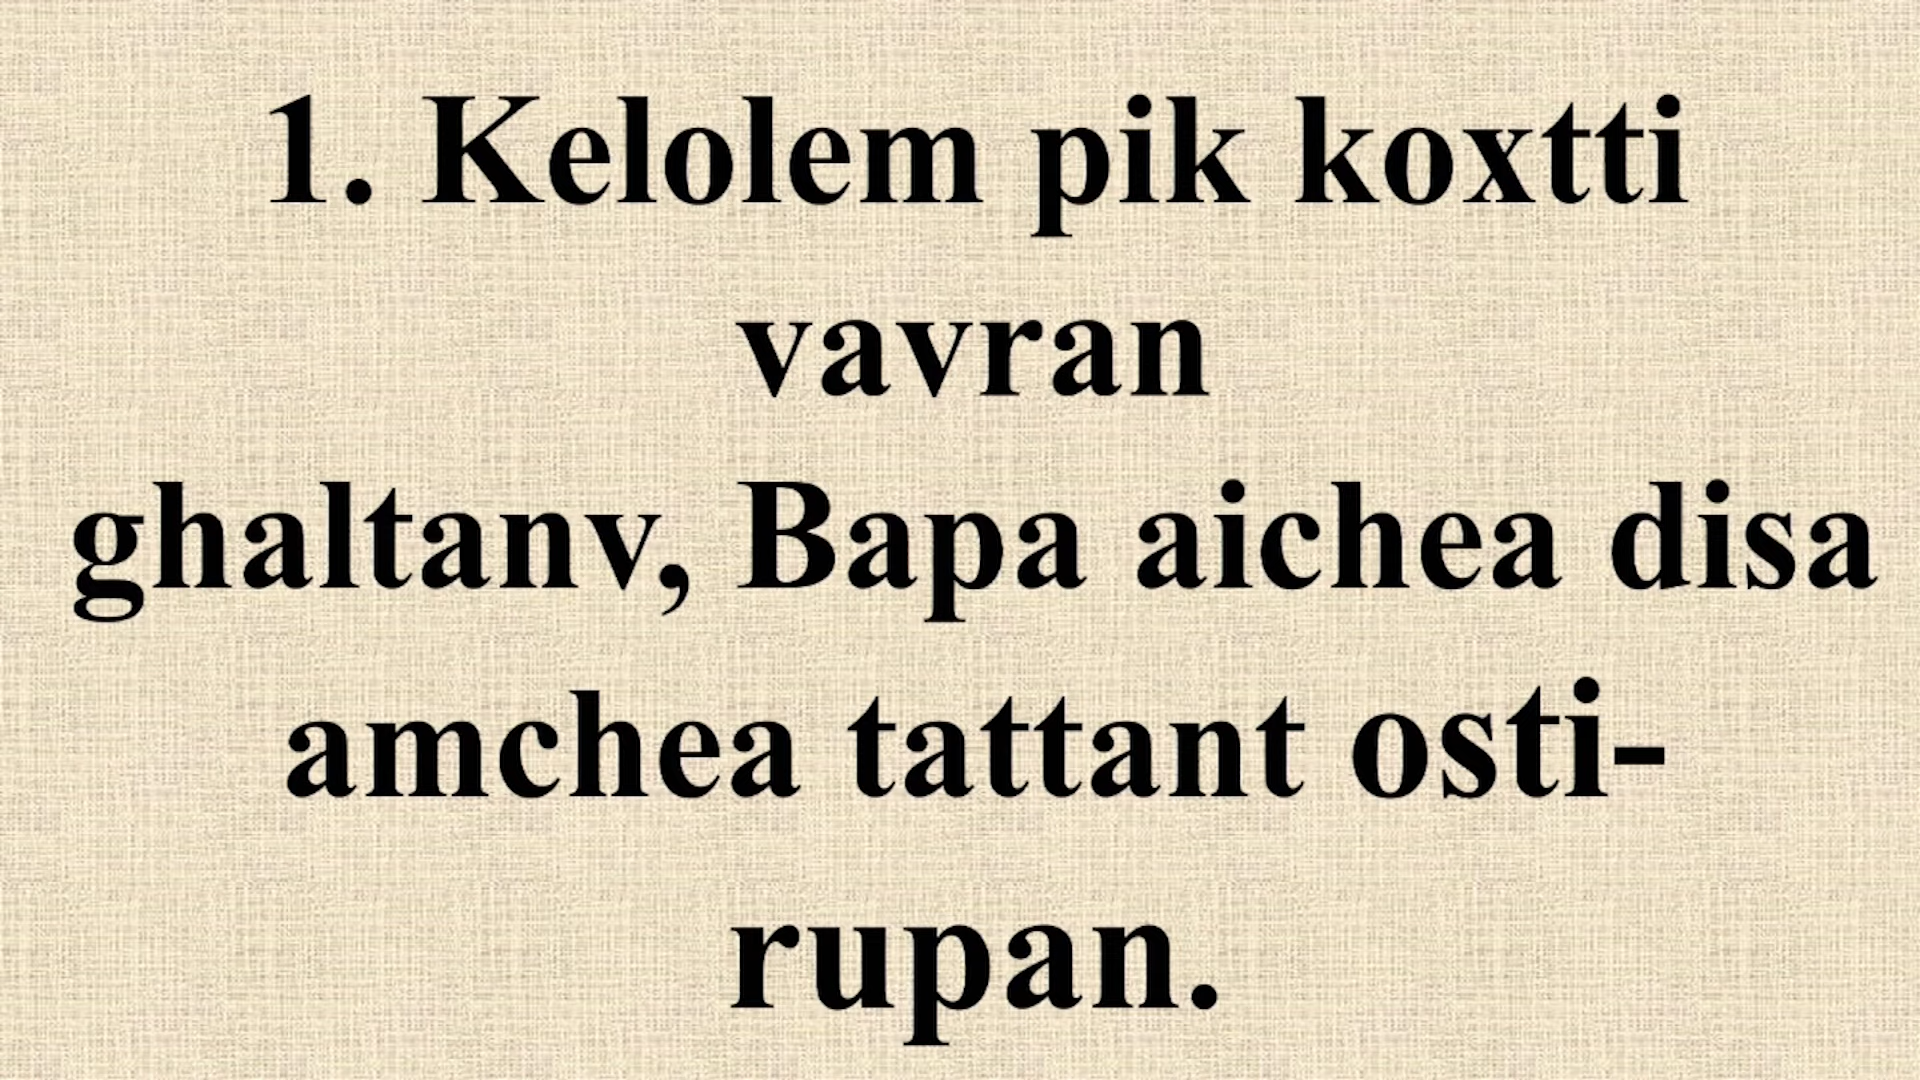 1. Kelolem pik koxtti
vavran
ghaltanv, Bapa aichea disa
amchea tattant osti-
rupan.